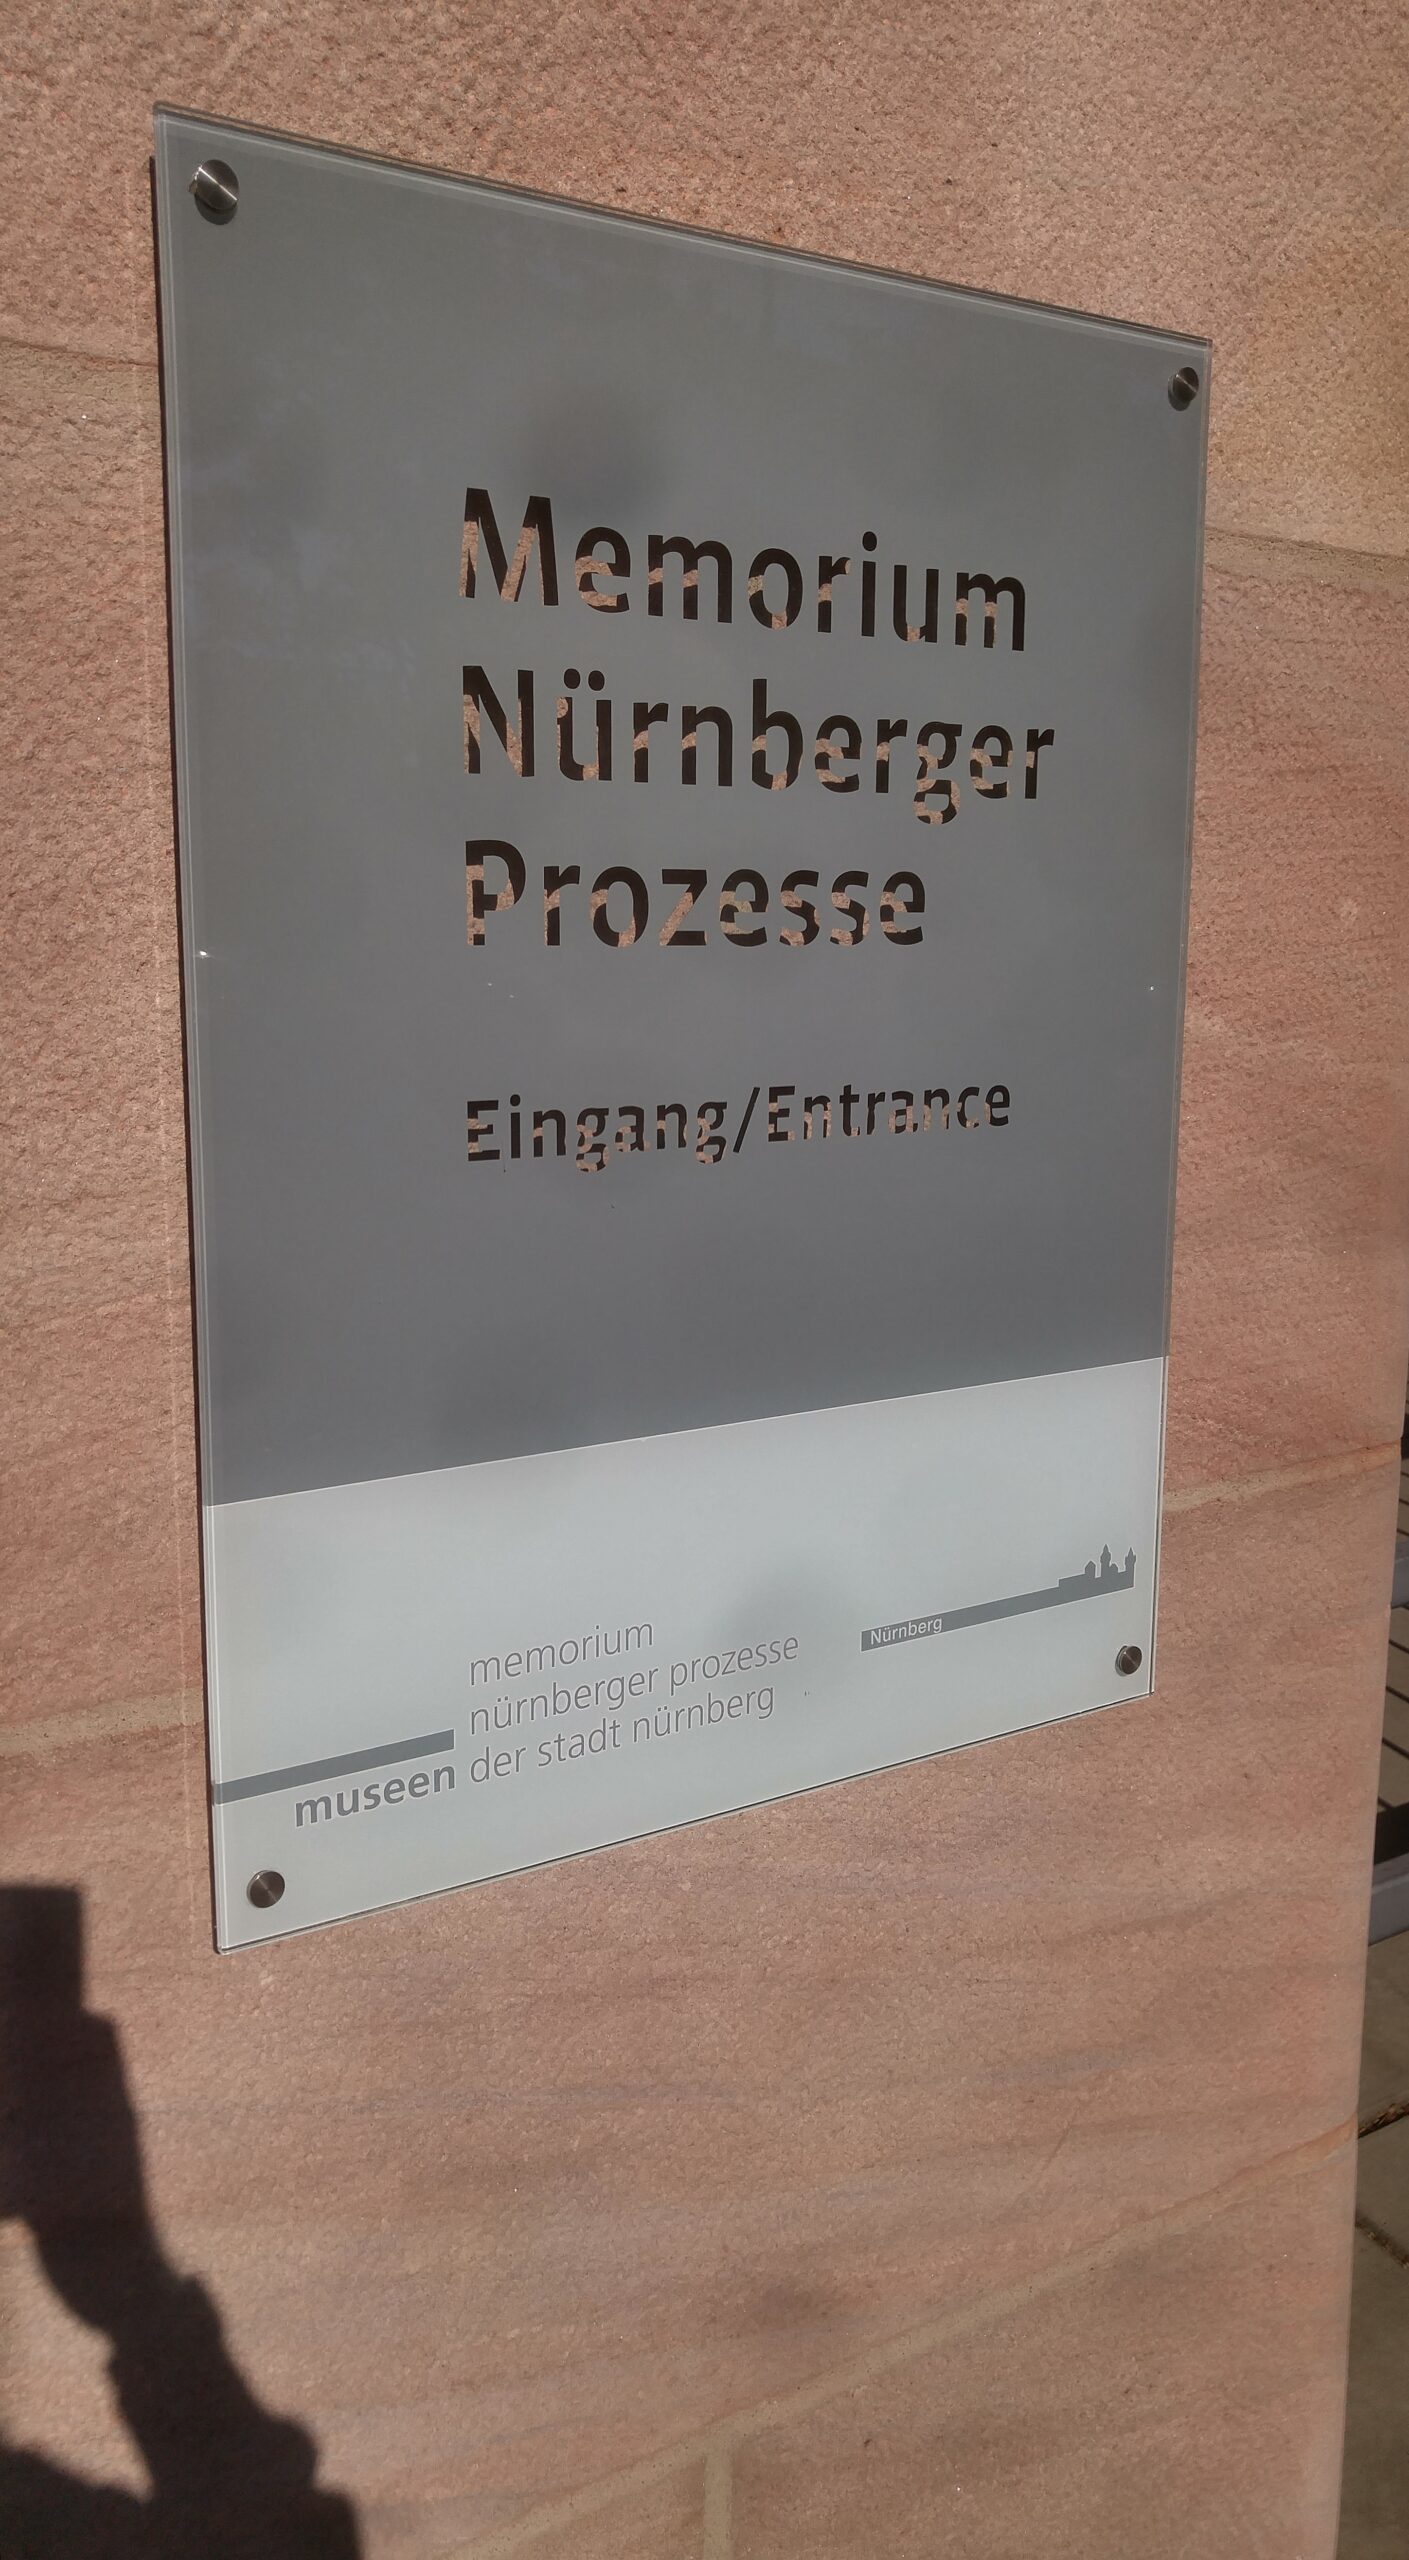 Memorium
Nürnberger
Prozesse
Eingang/Entrance
memorium
nürnberger prozesse
museen der stadt nürnberg
Nürnberg